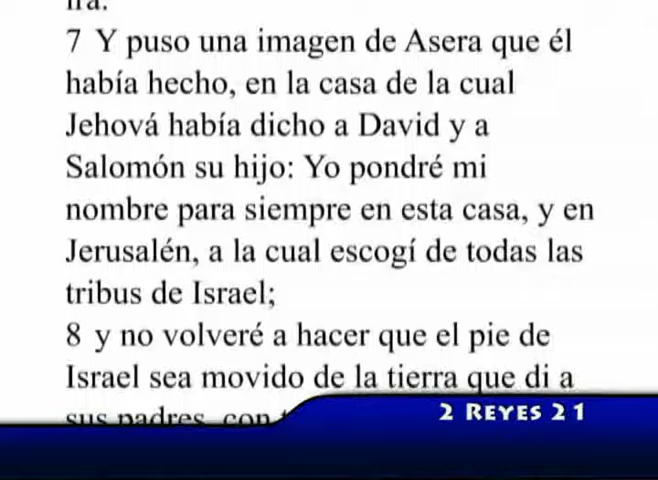 ira.
7 Y puso una imagen de Asera que él
había hecho, en la casa de la cual
Jehová había dicho a David y a
Salomón su hijo: Yo pondré mi
nombre para siempre en esta casa, y en
Jerusalén, a la cual escogí de todas las
tribus de Israel;
8 y no volveré a hacer que el pie de
Israel sea movido de la tierra que di a
sus padres, con
2 REYES 21